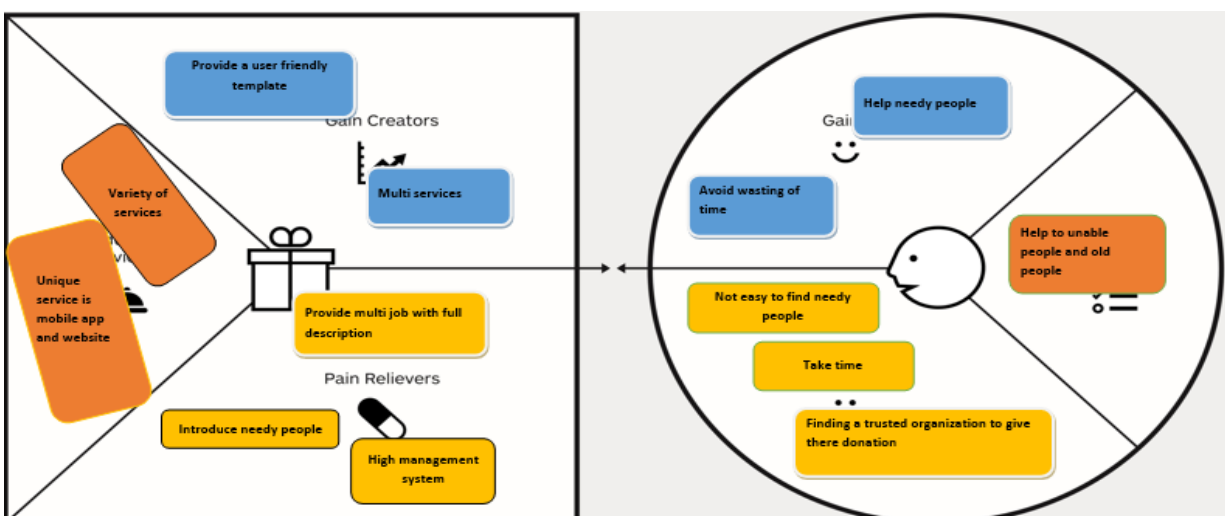 Provide a user friendly
template
Gain Creators
Multi services
Variety of
services
Unique
service is
mobile app
and website
Provide multi job with full
description
Pain Relievers
Introduce needy people
High management
system
Help needy people
Avoid wasting of
time
Help to unable
people and old
people
Not easy to find needy
people
Take time
Finding a trusted organization to give
there donation